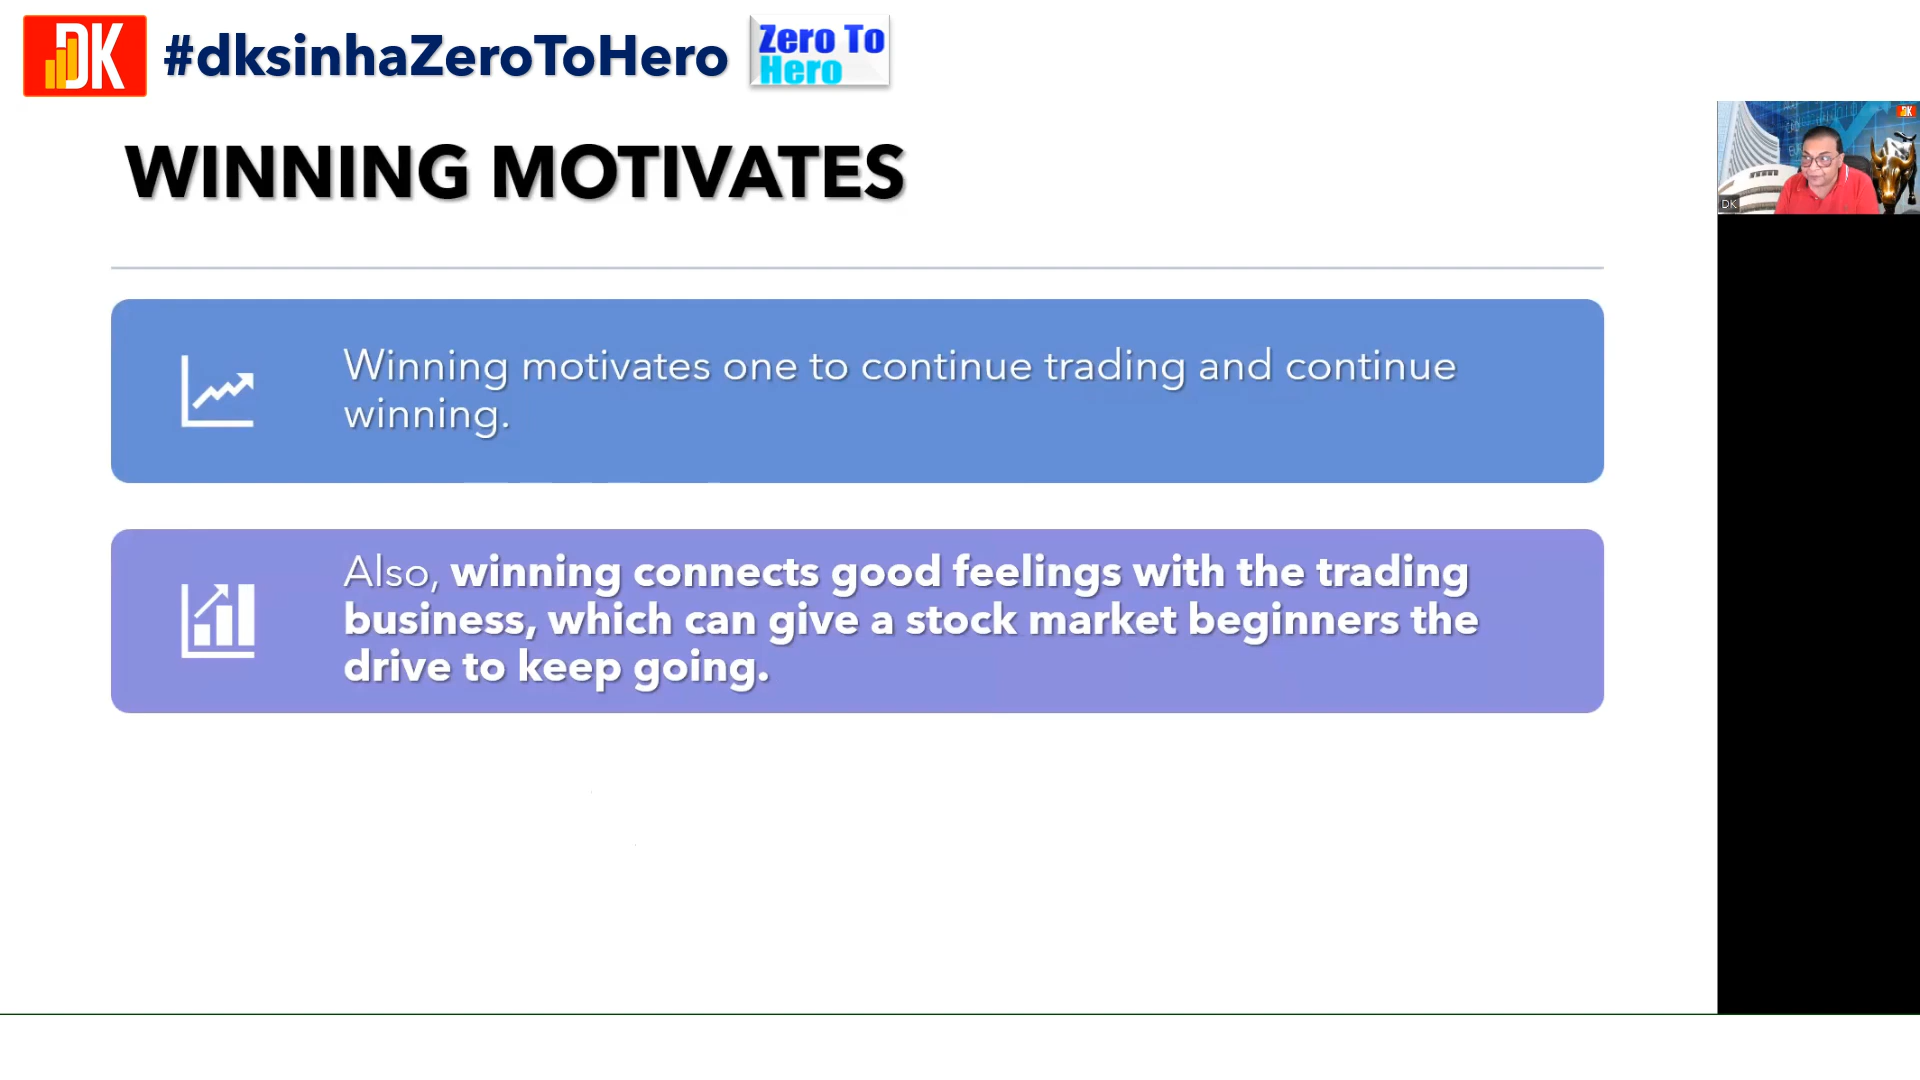 DK
#dksinhaZeroToHero
Zero To
Hero
WINNING MOTIVATES
DK
DK
Winning motivates one to continue trading and continue
winning.
Also, winning connects good feelings with the trading
business, which can give a stock market beginners the
drive to keep going.